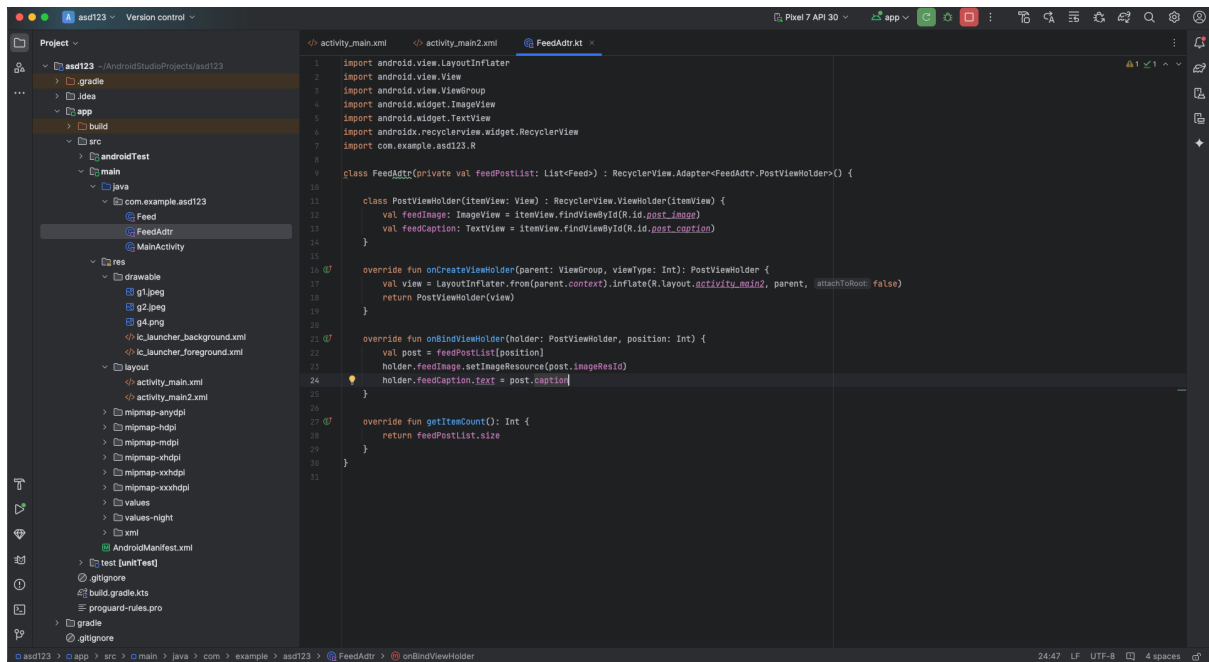 asd123
Version control
Pixel 7 API 30
app
Project
activity_main.xml
activity_main2.xml
FeedAdtr.kt
asd123 ~/AndroidStudioProjects/asd123
.gradle
.idea
app
build
src
androidTest
main
java
com.example.asd123
Feed
FeedAdtr
MainActivity
res
drawable
g1.jpeg
g2.jpeg
g4.png
ic_launcher_background.xml
ic_launcher_foreground.xml
layout
activity_main.xml
activity_main2.xml
mipmap-anydpi
mipmap-hdpi
mipmap-mdpi
mipmap-xhdpi
mipmap-xxhdpi
mipmap-xxxhdpi
values
values-night
xml
AndroidManifest.xml
test [unitTest]
.gitignore
build.gradle.kts
proguard-rules.pro
gradle
.gitignore
1 import android.view.LayoutInflater
2 import android.view.View
3 import android.view.ViewGroup
4 import android.widget.ImageView
5 import android.widget.TextView
6 import androidx.recyclerview.widget.RecyclerView
7 import com.example.asd123.R
8
9 class FeedAdtr(private val feedPostList: List<Feed>) : RecyclerView.Adapter<FeedAdtr.PostViewHolder>() {
10
11 class PostViewHolder(itemView: View) : RecyclerView.ViewHolder(itemView) {
12 val feedImage: ImageView = itemView.findViewById(R.id.post_image)
13 val feedCaption: TextView = itemView.findViewById(R.id.post_caption)
14 }
15
16 override fun onCreateViewHolder(parent: ViewGroup, viewType: Int): PostViewHolder {
17 val view = LayoutInflater.from(parent.context).inflate(R.layout.activity_main2, parent, attachToRoot: false)
18 return PostViewHolder(view)
19 }
20
21 override fun onBindViewHolder(holder: PostViewHolder, position: Int) {
22 val post = feedPostList[position]
23 holder.feedImage.setImageResource(post.imageResId)
24 holder.feedCaption.text = post.caption
25 }
26
27 override fun getItemCount(): Int {
28 return feedPostList.size
29 }
30 }
31
1 1
asd123 > app > src > main > java > com > example > asd123 > FeedAdtr > onBindViewHolder
24:47 LF UTF-8 4 spaces